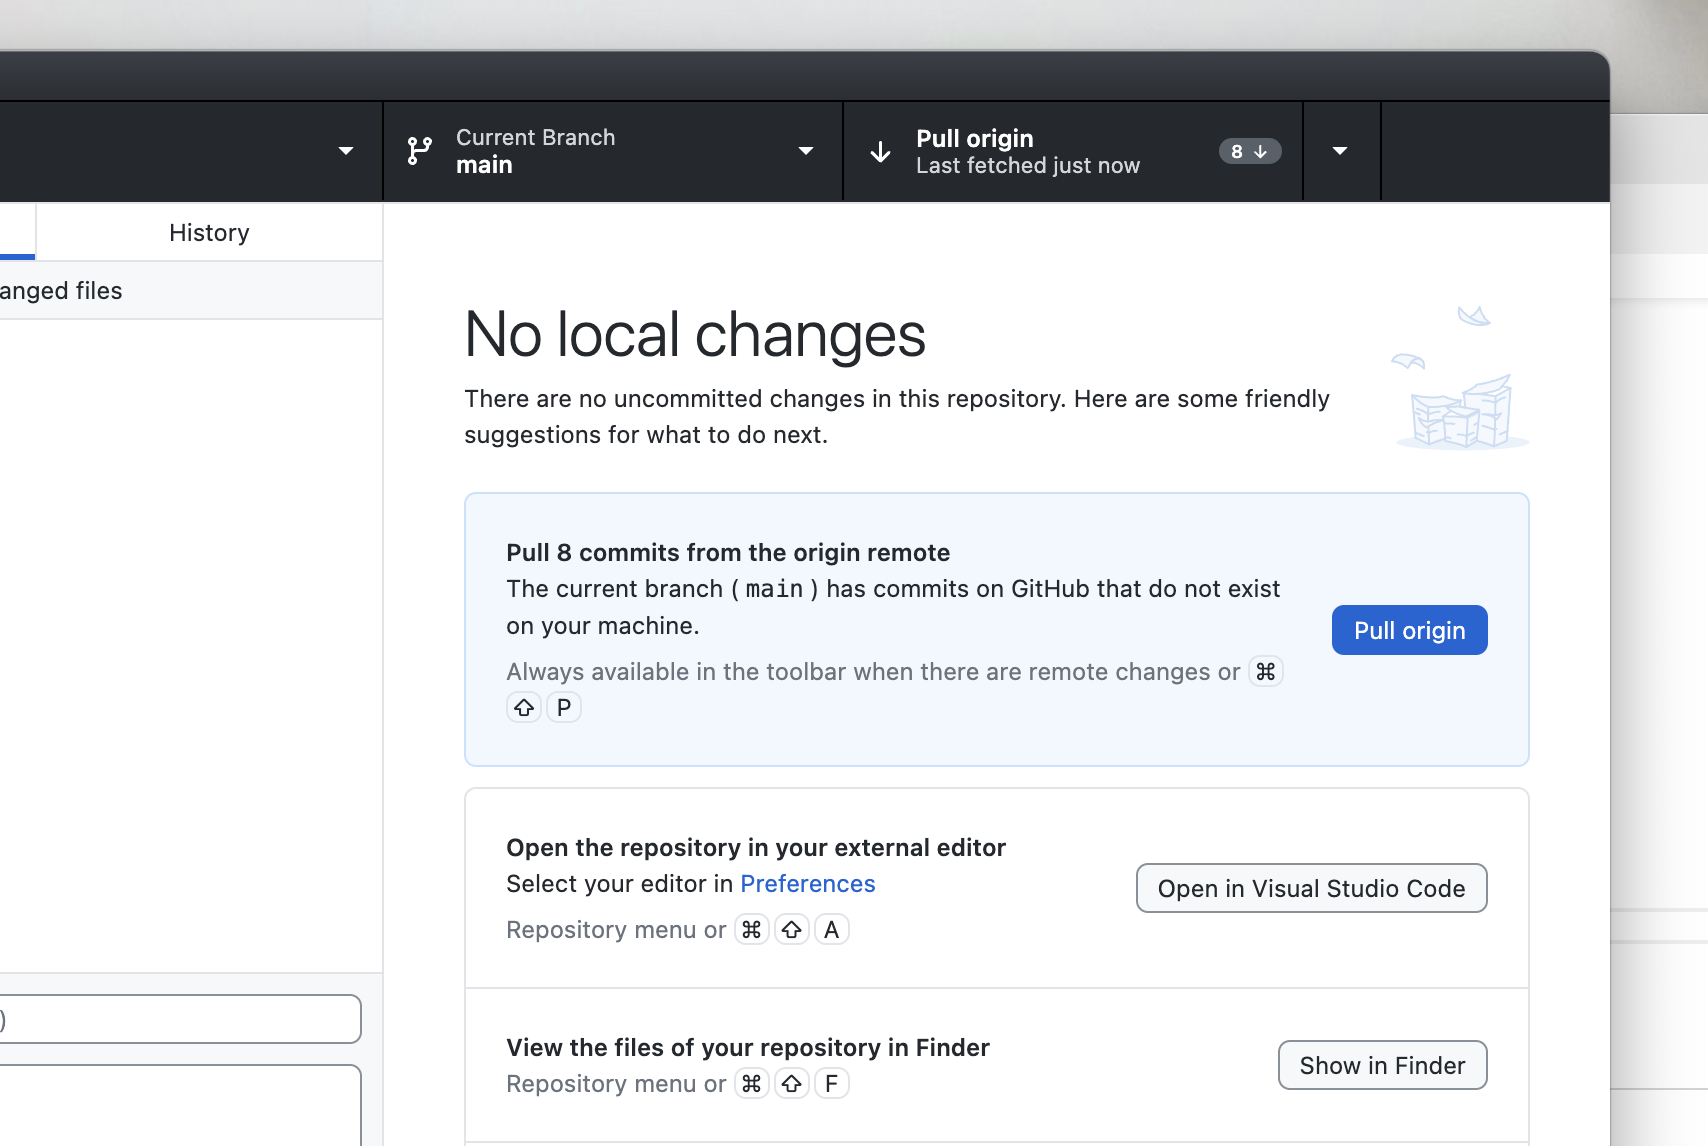 Current Branch
main
Pull origin
Last fetched just now
8
History
anged files
No local changes
There are no uncommitted changes in this repository. Here are some friendly
suggestions for what to do next.
Pull 8 commits from the origin remote
The current branch ( main ) has commits on GitHub that do not exist
on your machine.
Always available in the toolbar when there are remote changes or ⌘
⇧ P
Pull origin
Open the repository in your external editor
Select your editor in Preferences
Repository menu or ⌘ ⇧ A
Open in Visual Studio Code
)
View the files of your repository in Finder
Repository menu or ⌘ ⇧ F
Show in Finder